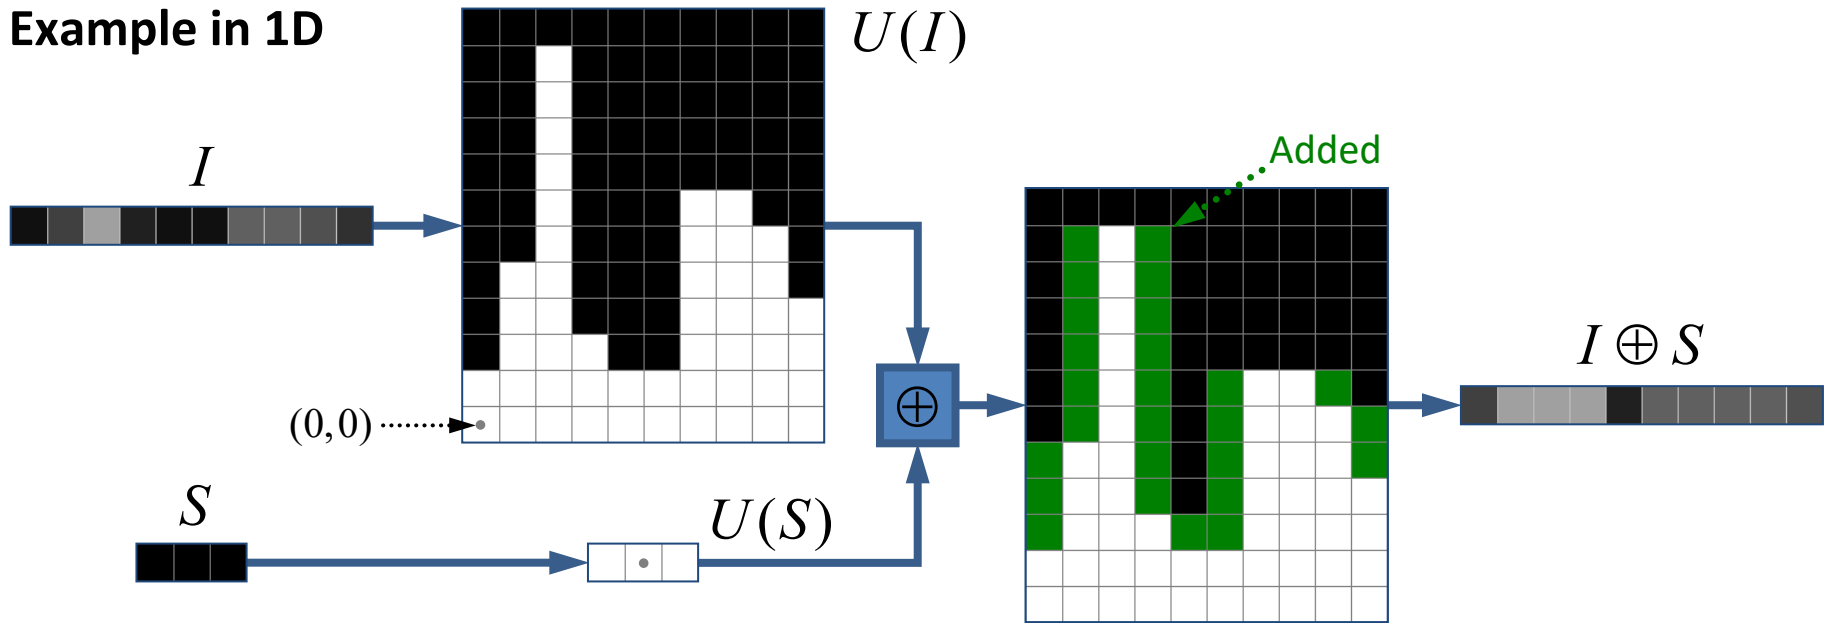 Example in 1D
U(I)
I
Added
I ⊕ S
(0,0)
⊕
S
U(S)